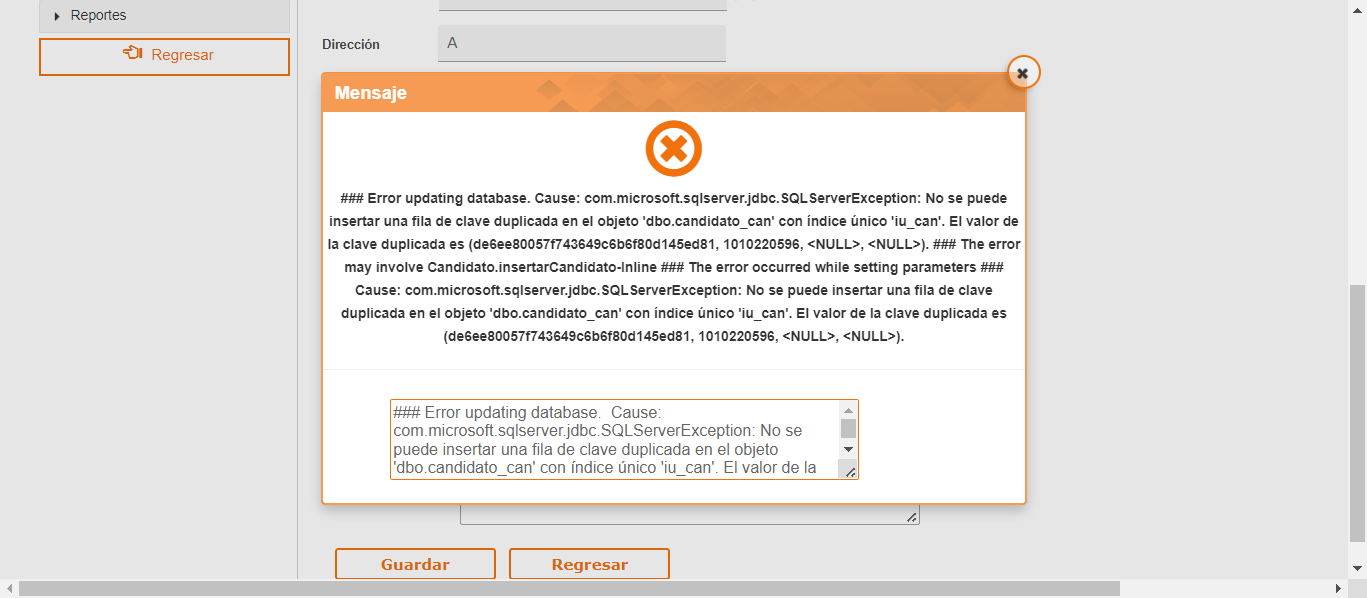 Reportes
Regresar
Dirección
A
Mensaje
### Error updating database. Cause: com.microsoft.sqlserver.jdbc.SQLServerException: No se puede
insertar una fila de clave duplicada en el objeto 'dbo.candidato_can' con índice único 'iu_can'. El valor de
la clave duplicada es (de6ee80057f743649c6b6f80d145ed81, 1010220596, <NULL>, <NULL>). ### The error
may involve Candidato.insertarCandidato-Inline ### The error occurred while setting parameters ###
Cause: com.microsoft.sqlserver.jdbc.SQLServerException: No se puede insertar una fila de clave
duplicada en el objeto 'dbo.candidato_can' con índice único 'iu_can'. El valor de la clave duplicada es
(de6ee80057f743649c6b6f80d145ed81, 1010220596, <NULL>, <NULL>).
### Error updating database.  Cause:
com.microsoft.sqlserver.jdbc.SQLServerException: No se
puede insertar una fila de clave duplicada en el objeto
'dbo.candidato_can' con índice único 'iu_can'. El valor de la
Guardar
Regresar